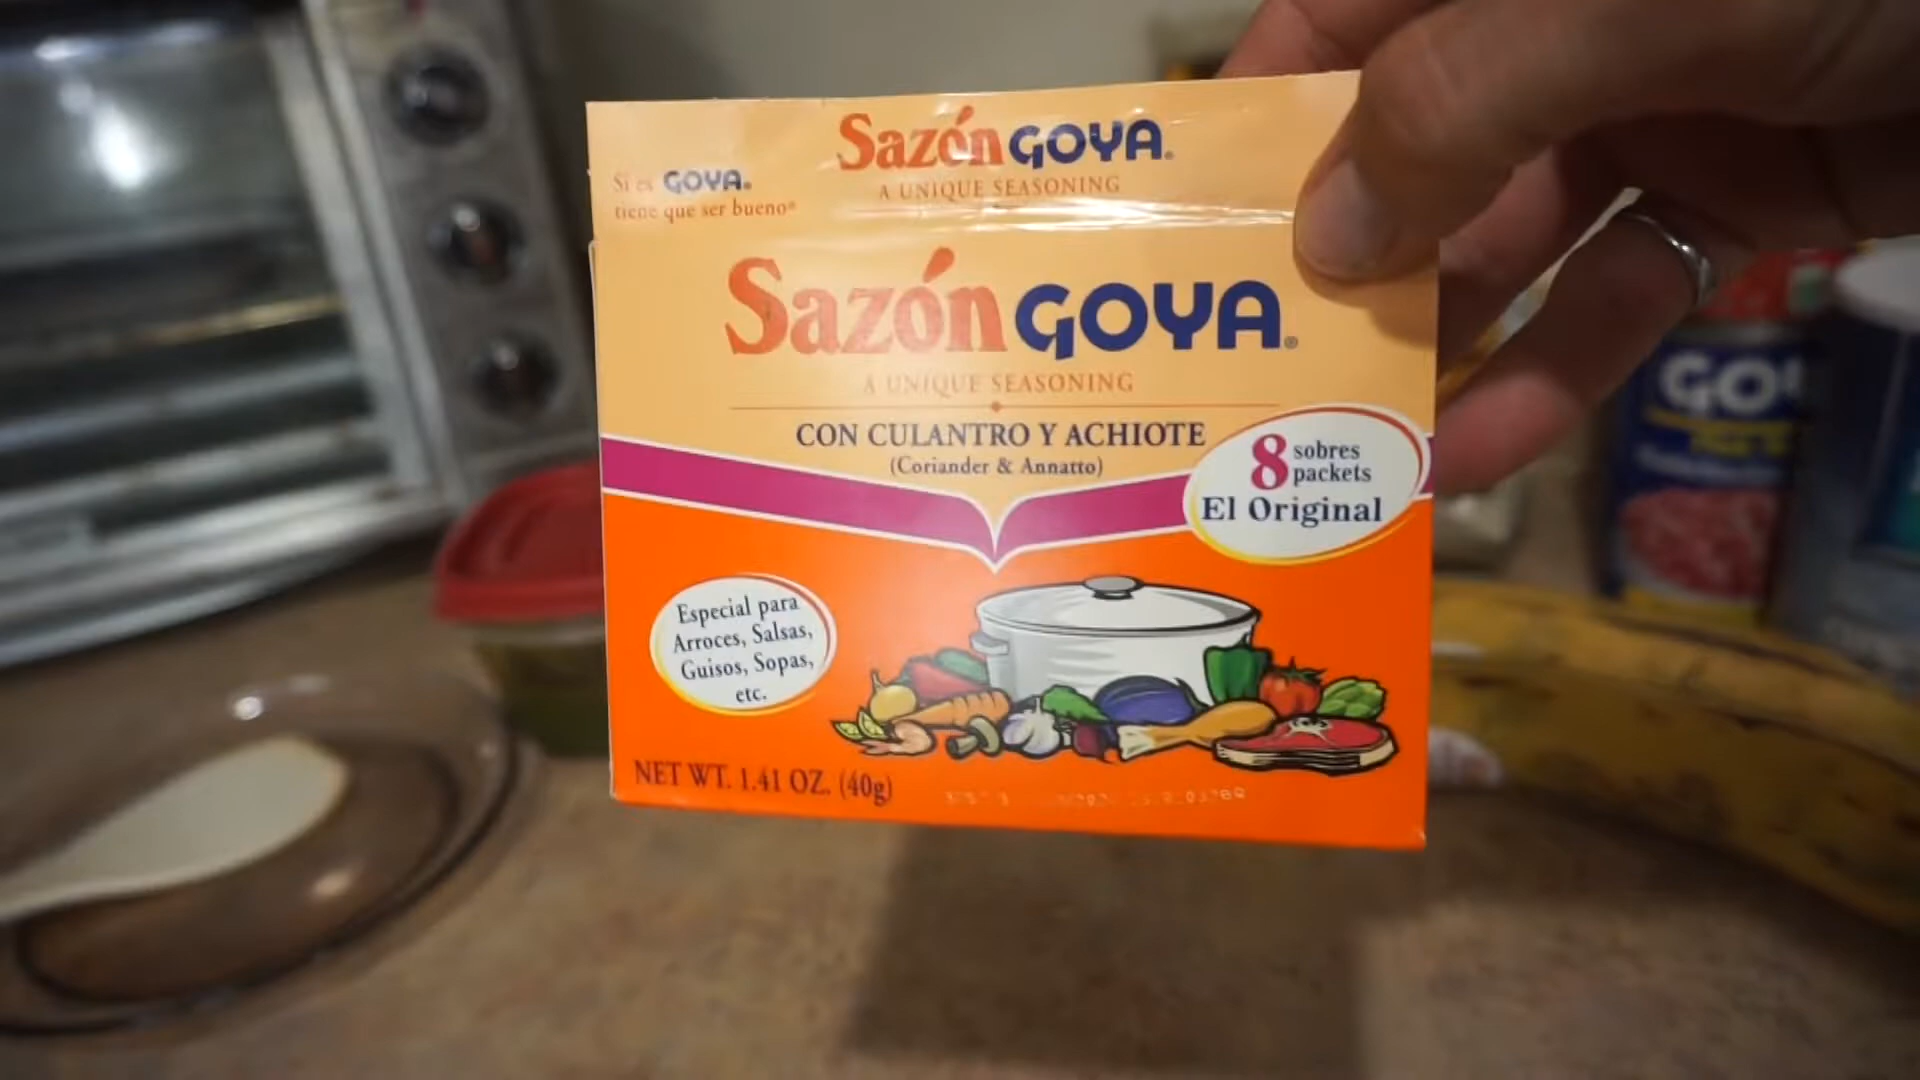 Sazón GOYA®
A UNIQUE SEASONING
Si es GOYA®
tiene que ser bueno®
Sazón GOYA®
A UNIQUE SEASONING
CON CULANTRO Y ACHIOTE
(Coriander & Annatto)
8 sobres
packets
El Original
Especial para
Arroces, Salsas,
Guisos, Sopas,
etc.
NET WT. 1.41 OZ. (40g)